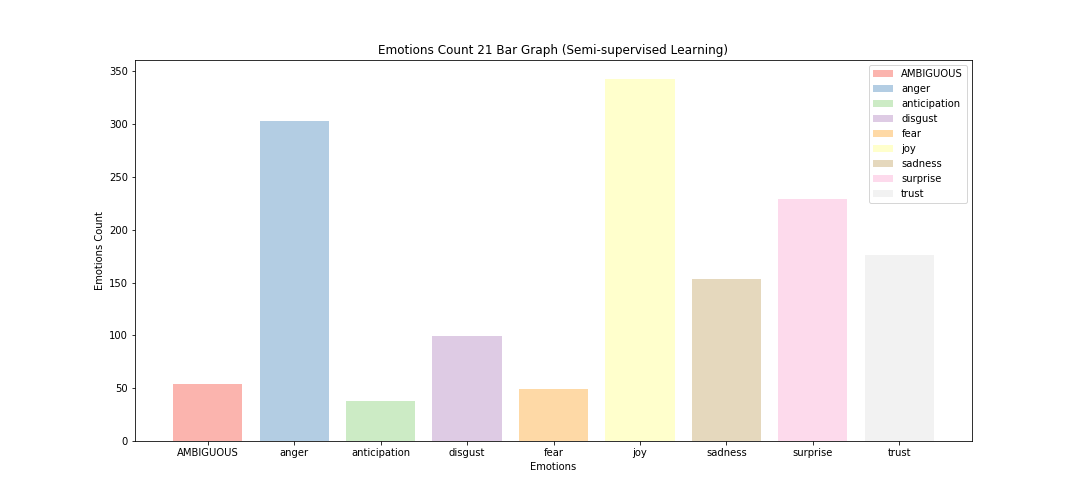 Emotions Count 21 Bar Graph (Semi-supervised Learning)
350
300
250
200
150
100
50
0
Emotions Count
AMBIGUOUS
anger
anticipation
disgust
fear
joy
sadness
surprise
trust
AMBIGUOUS anger anticipation disgust fear joy sadness surprise trust
Emotions